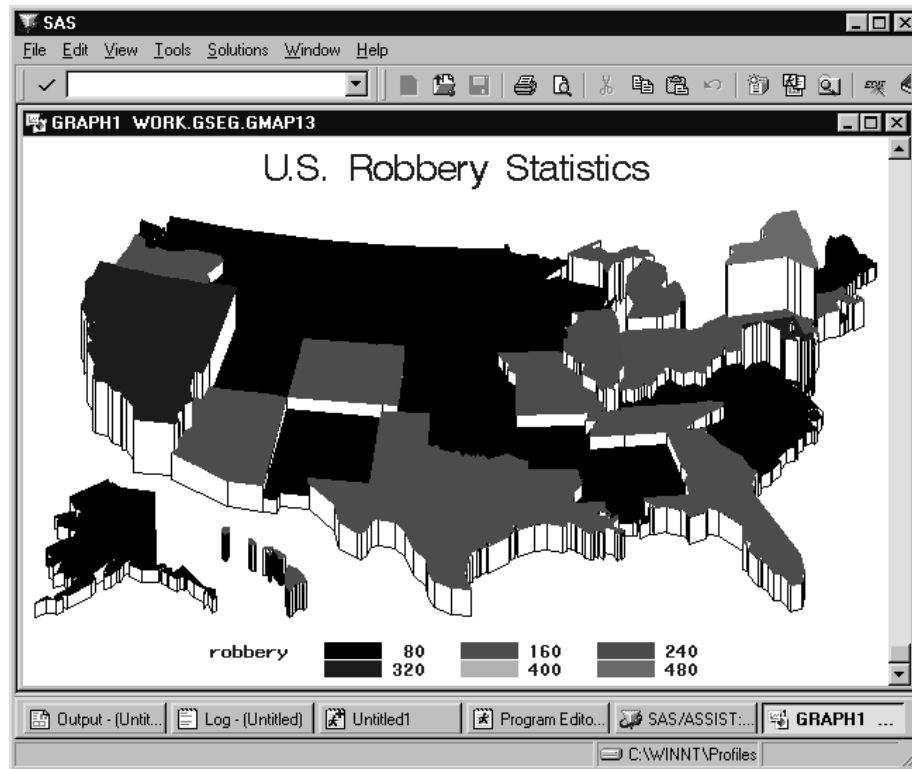 SAS
File Edit View Tools Solutions Window Help
GRAPH1 WORK.GSEG.GMAP13
U.S. Robbery Statistics
robbery 80 160 240
320 400 480
Output - (Untit... Log - (Untitled) Untitled1 Program Edito... SAS/ASSIST:... GRAPH1 ...
C:\WINNT\Profiles